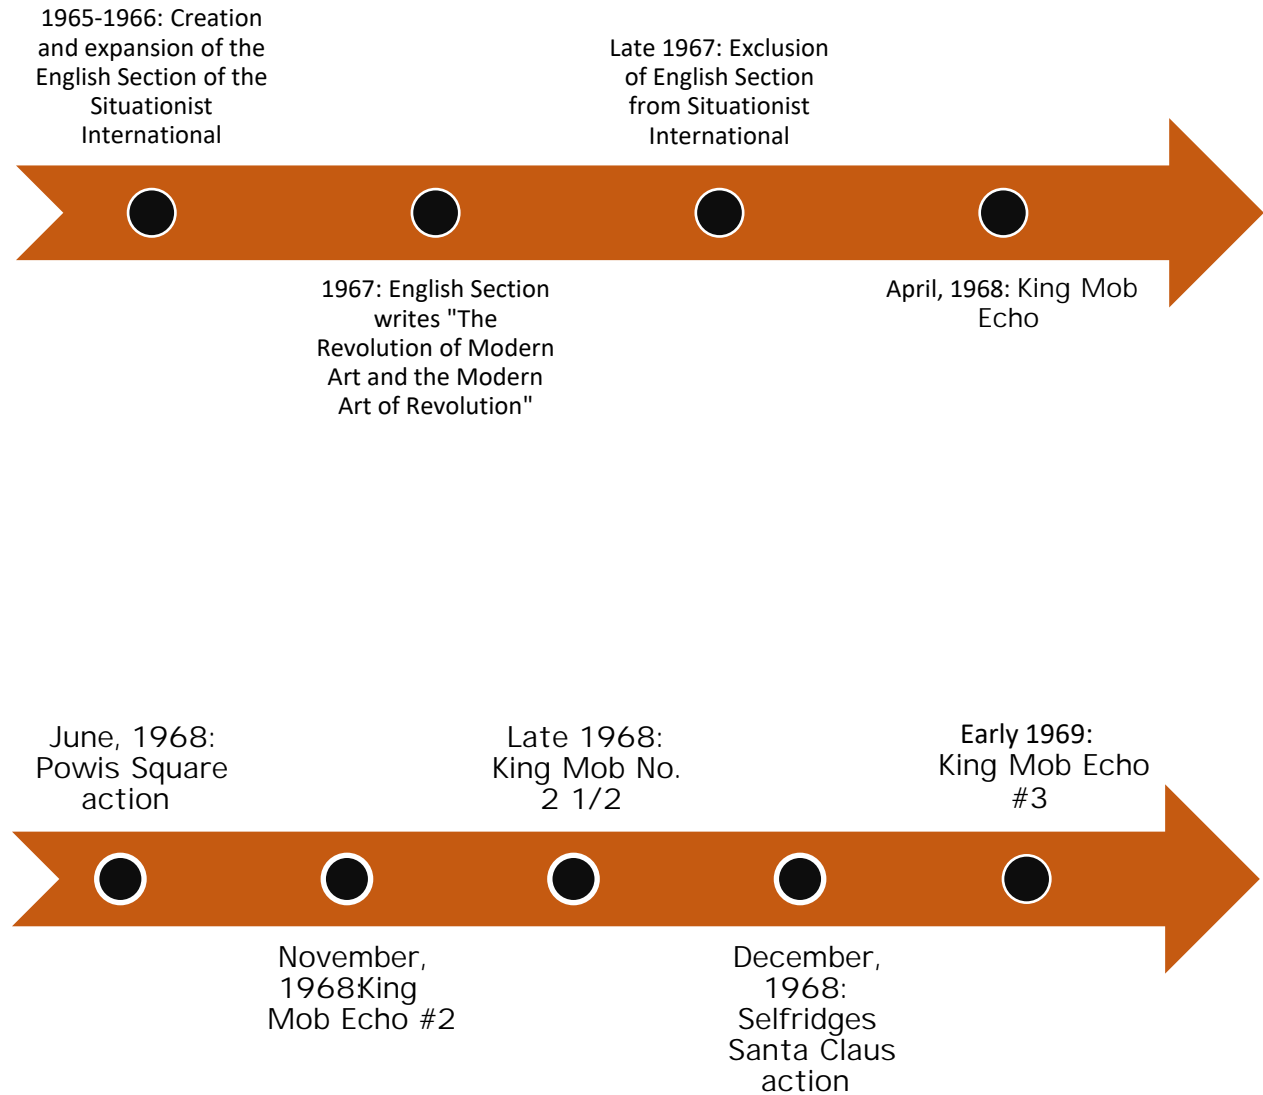 1965-1966: Creation
and expansion of the
English Section of the
Situationist
International
1967: English Section
writes "The
Revolution of Modern
Art and the Modern
Art of Revolution"
Late 1967: Exclusion
of English Section
from Situationist
International
April, 1968: King Mob
Echo
June, 1968:
Powis Square
action
November,
1968:King
Mob Echo #2
Late 1968:
King Mob No.
2 1/2
December,
1968:
Selfridges
Santa Claus
action
Early 1969:
King Mob Echo
#3